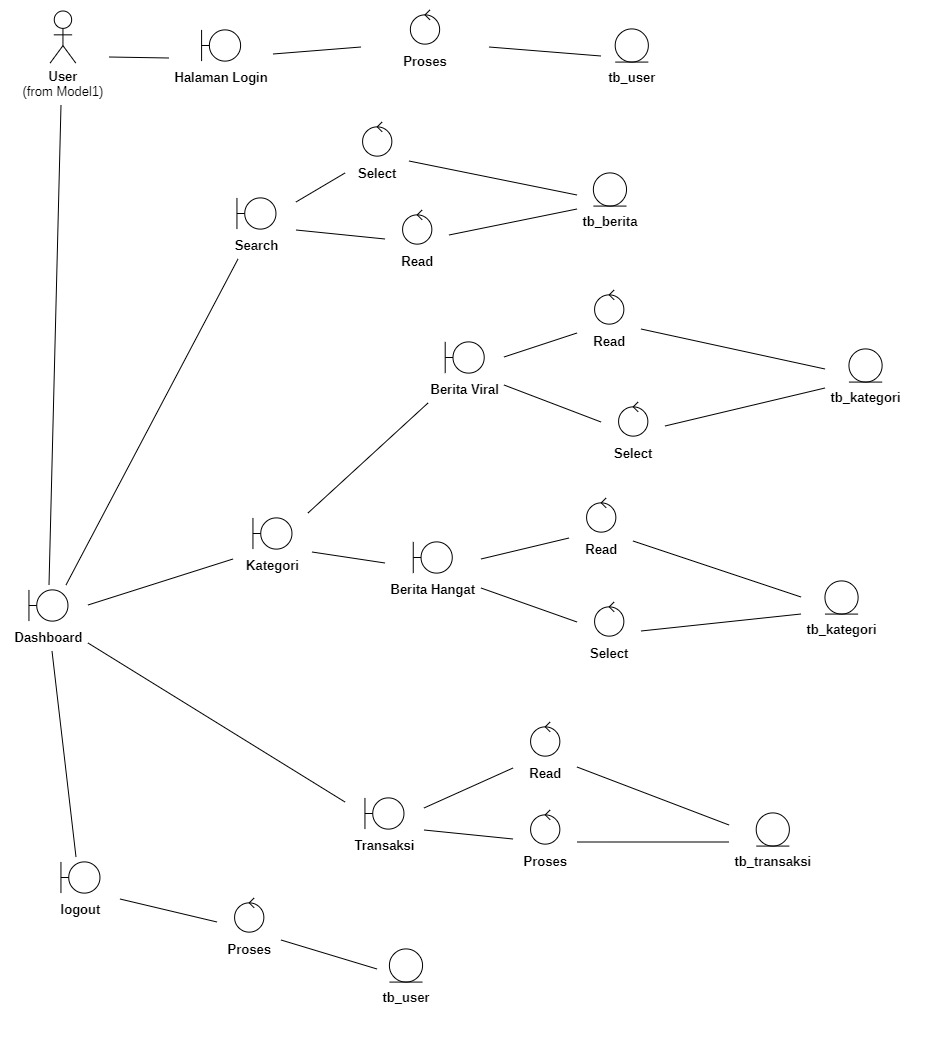 User
(from Model1)
Halaman Login
Proses
tb_user
Select
Search
Read
tb_berita
Read
Berita Viral
tb_kategori
Select
Kategori
Read
Berita Hangat
tb_kategori
Select
Dashboard
Read
Transaksi
Proses
tb_transaksi
logout
Proses
tb_user